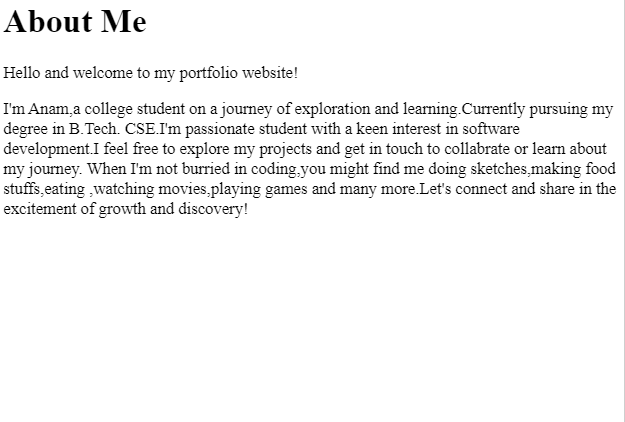 About Me
Hello and welcome to my portfolio website!
I'm Anam,a college student on a journey of exploration and learning.Currently pursuing my
degree in B.Tech. CSE.I'm passionate student with a keen interest in software
development.I feel free to explore my projects and get in touch to collabrate or learn about
my journey. When I'm not burried in coding,you might find me doing sketches,making food
stuffs,eating ,watching movies,playing games and many more.Let's connect and share in the
excitement of growth and discovery!